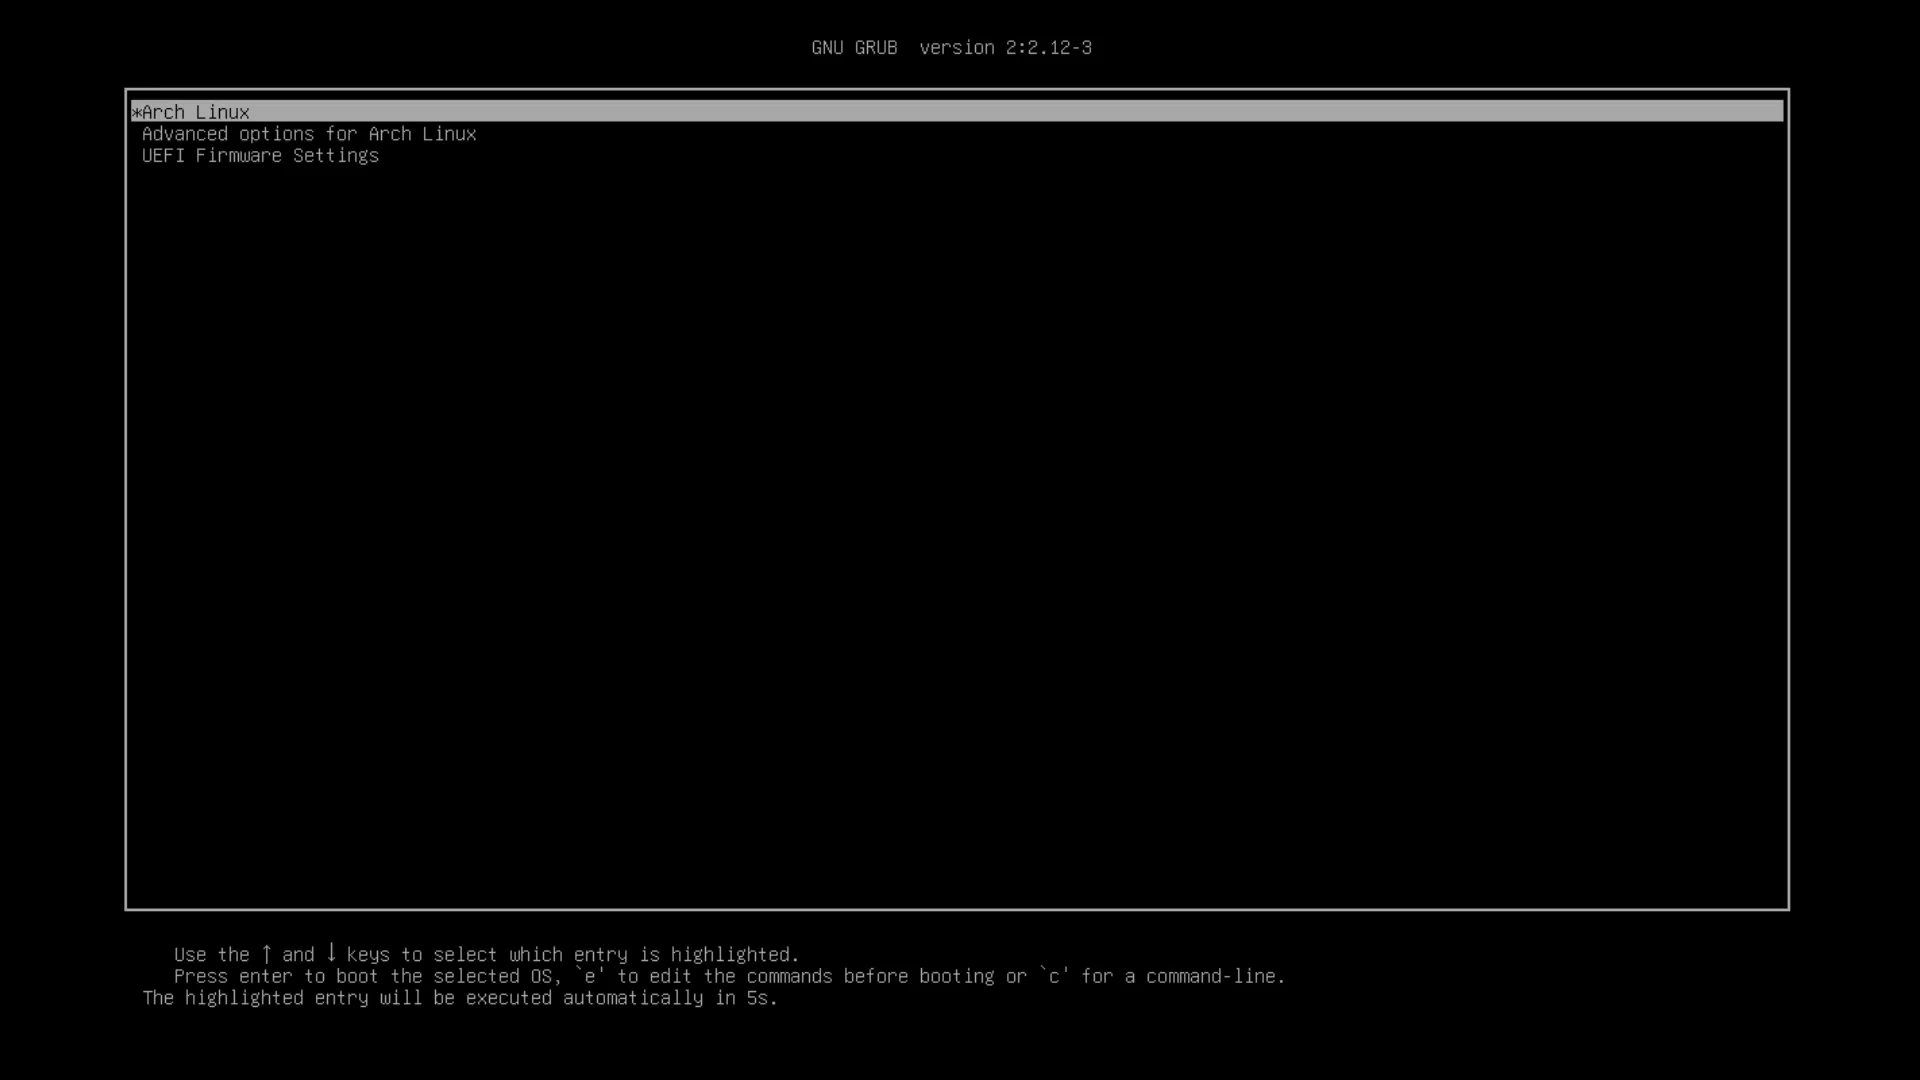 GNU GRUB  version 2:2.12-3
*Arch Linux
Advanced options for Arch Linux
UEFI Firmware Settings
Use the ↑ and ↓ keys to select which entry is highlighted.
Press enter to boot the selected OS, `e' to edit the commands before booting or `c' for a command-line.
The highlighted entry will be executed automatically in 5s.